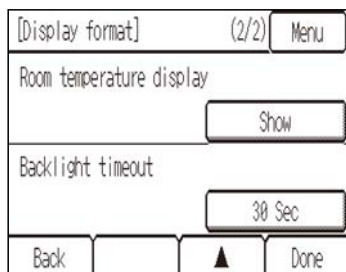 [Display format] (2/2) Menu
Room temperature display
Show
Backlight timeout
30 Sec
Back ▲ Done